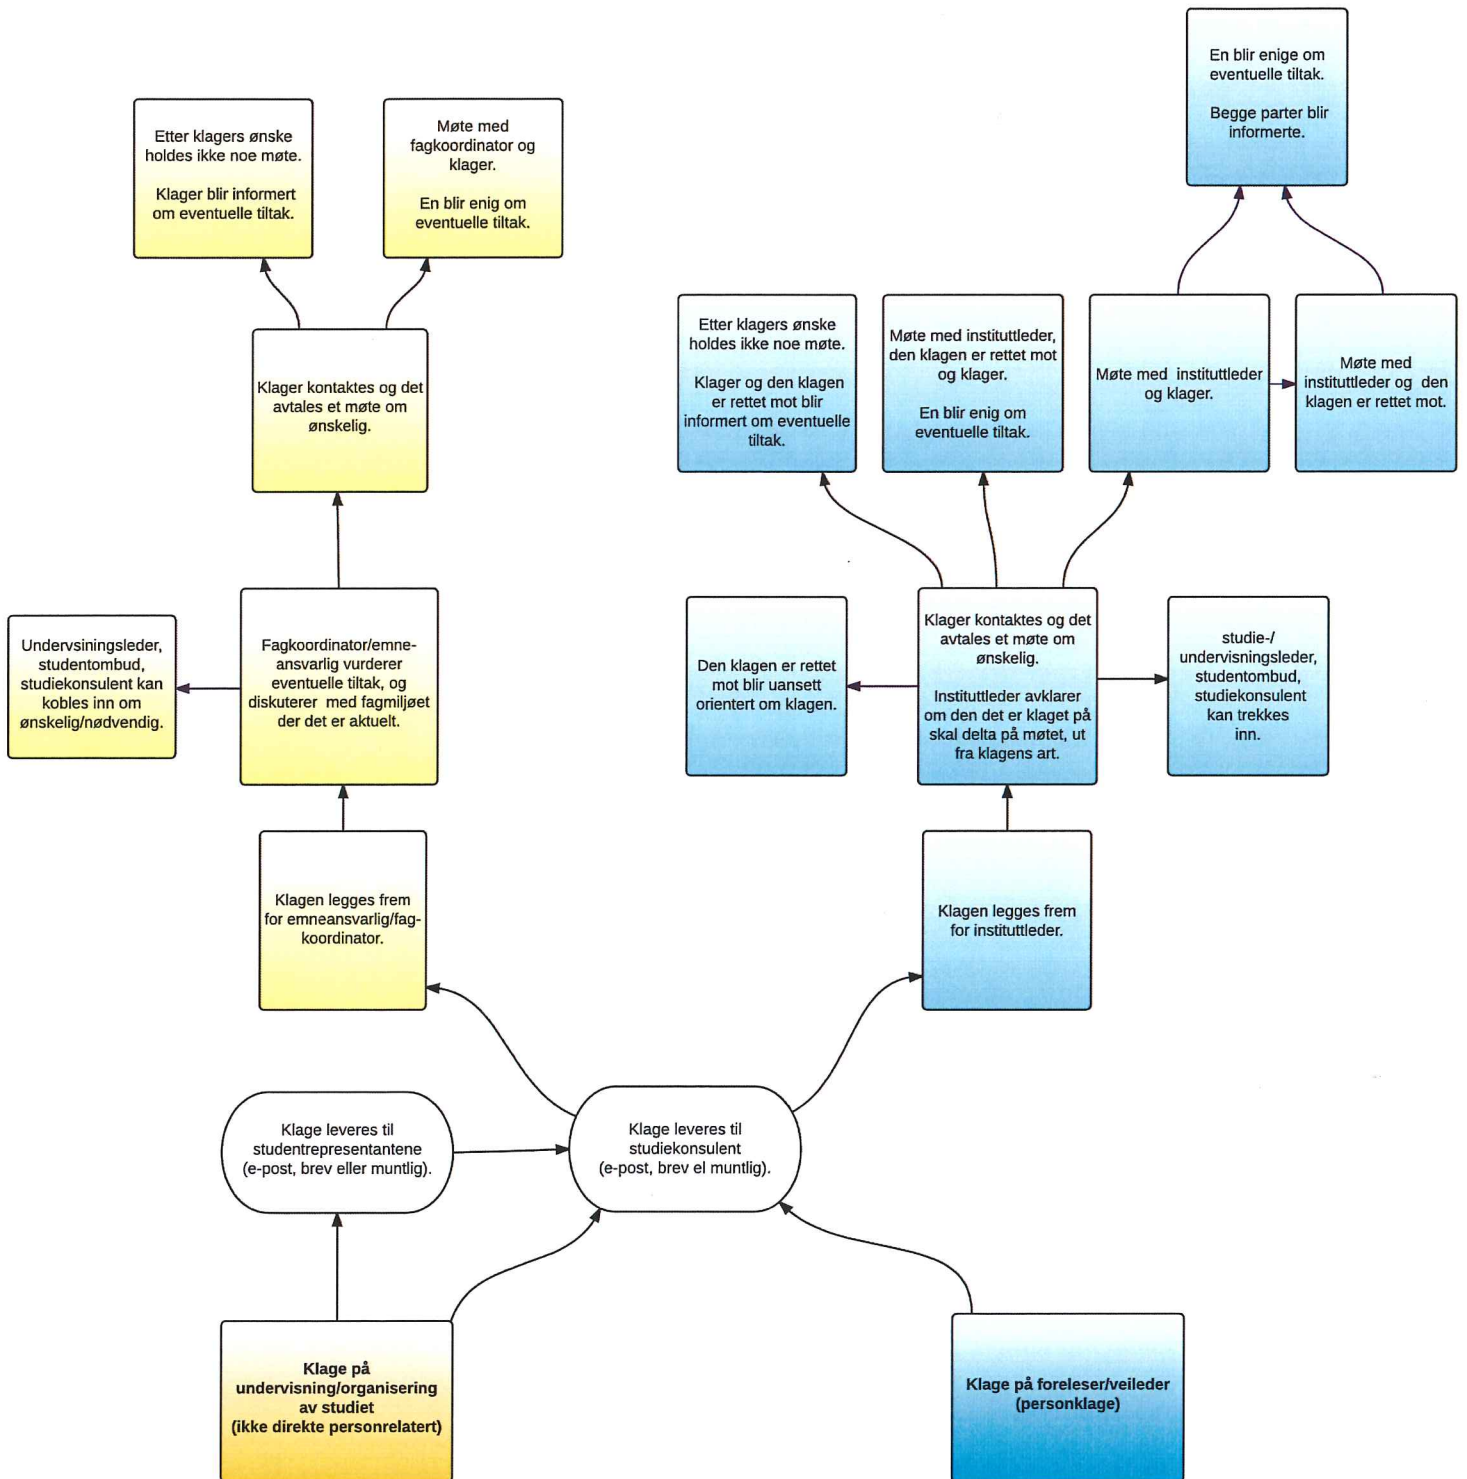 En blir enige om
eventuelle tiltak.
Begge parter blir
informerte.
Etter klagers ønske
holdes ikke noe møte.
Klager blir informert
om eventuelle tiltak.
Møte med
fagkoordinator og
klager.
En blir enig om
eventuelle tiltak.
Etter klagers ønske
holdes ikke noe møte.
Klager og den klagen
er rettet mot blir
informert om eventuelle
tiltak.
Møte med instituttleder,
den klagen er rettet mot
og klager.
En blir enig om
eventuelle tiltak.
Møte med  instituttleder
og klager.
Møte med
instituttleder og  den
klagen er rettet mot.
Klager kontaktes og det
avtales et møte om
ønskelig.
Undervsiningsleder,
studentombud,
studiekonsulent kan
kobles inn om
ønskelig/nødvendig.
Fagkoordinator/emne-
ansvarlig vurderer
eventuelle tiltak, og
diskuterer  med fagmiljøet
der det er aktuelt.
Den klagen er rettet
mot blir uansett
orientert om klagen.
Klager kontaktes og det
avtales et møte om
ønskelig.
Instituttleder avklarer
om den det er klaget på
skal delta på møtet, ut
fra klagens art.
studie-/
undervisningsleder,
studentombud,
studiekonsulent
kan trekkes
inn.
Klagen legges frem
for emneansvarlig/fag-
koordinator.
Klagen legges frem
for instituttleder.
Klage leveres til
studentrepresentantene
(e-post, brev eller muntlig).
Klage leveres til
studiekonsulent
(e-post, brev el muntlig).
Klage på
undervisning/organisering
av studiet
(ikke direkte personrelatert)
Klage på foreleser/veileder
(personklage)